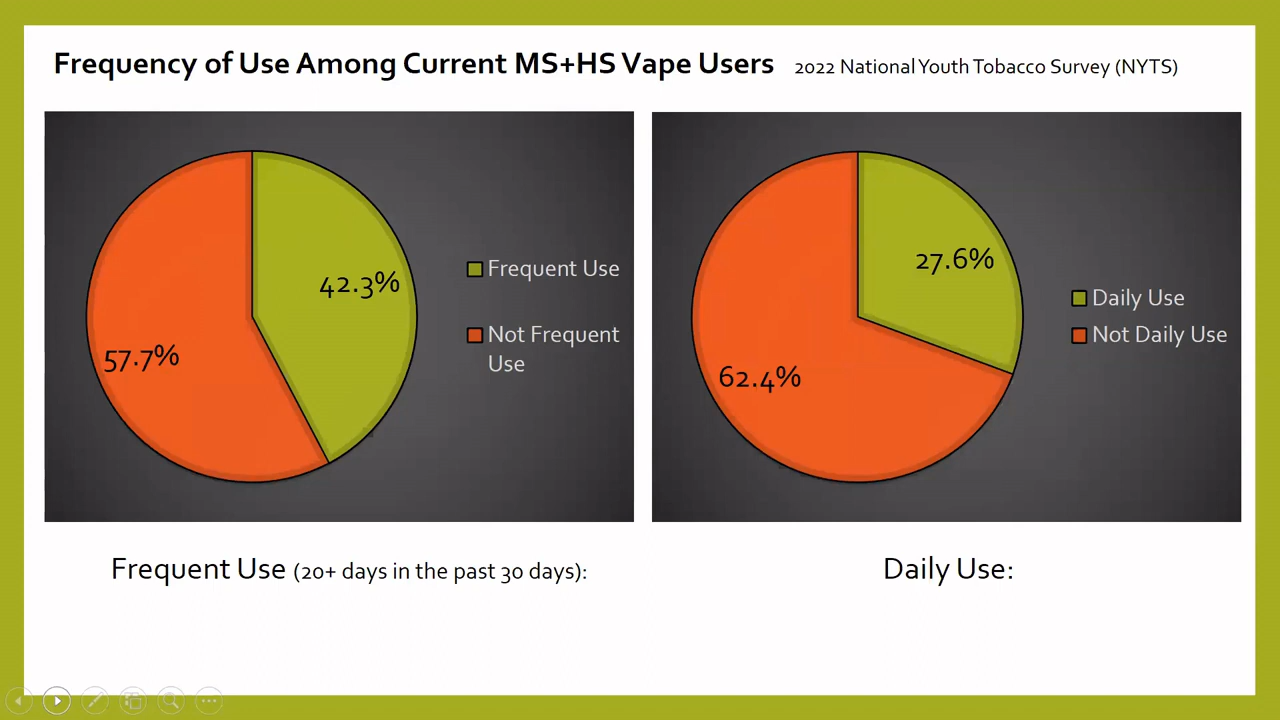 Frequency of Use Among Current MS+HS Vape Users 2022 National Youth Tobacco Survey (NYTS)
42.3%
57.7%
Frequent Use
Not Frequent
Use
27.6%
62.4%
Daily Use
Not Daily Use
Frequent Use (20+ days in the past 30 days):
Daily Use: